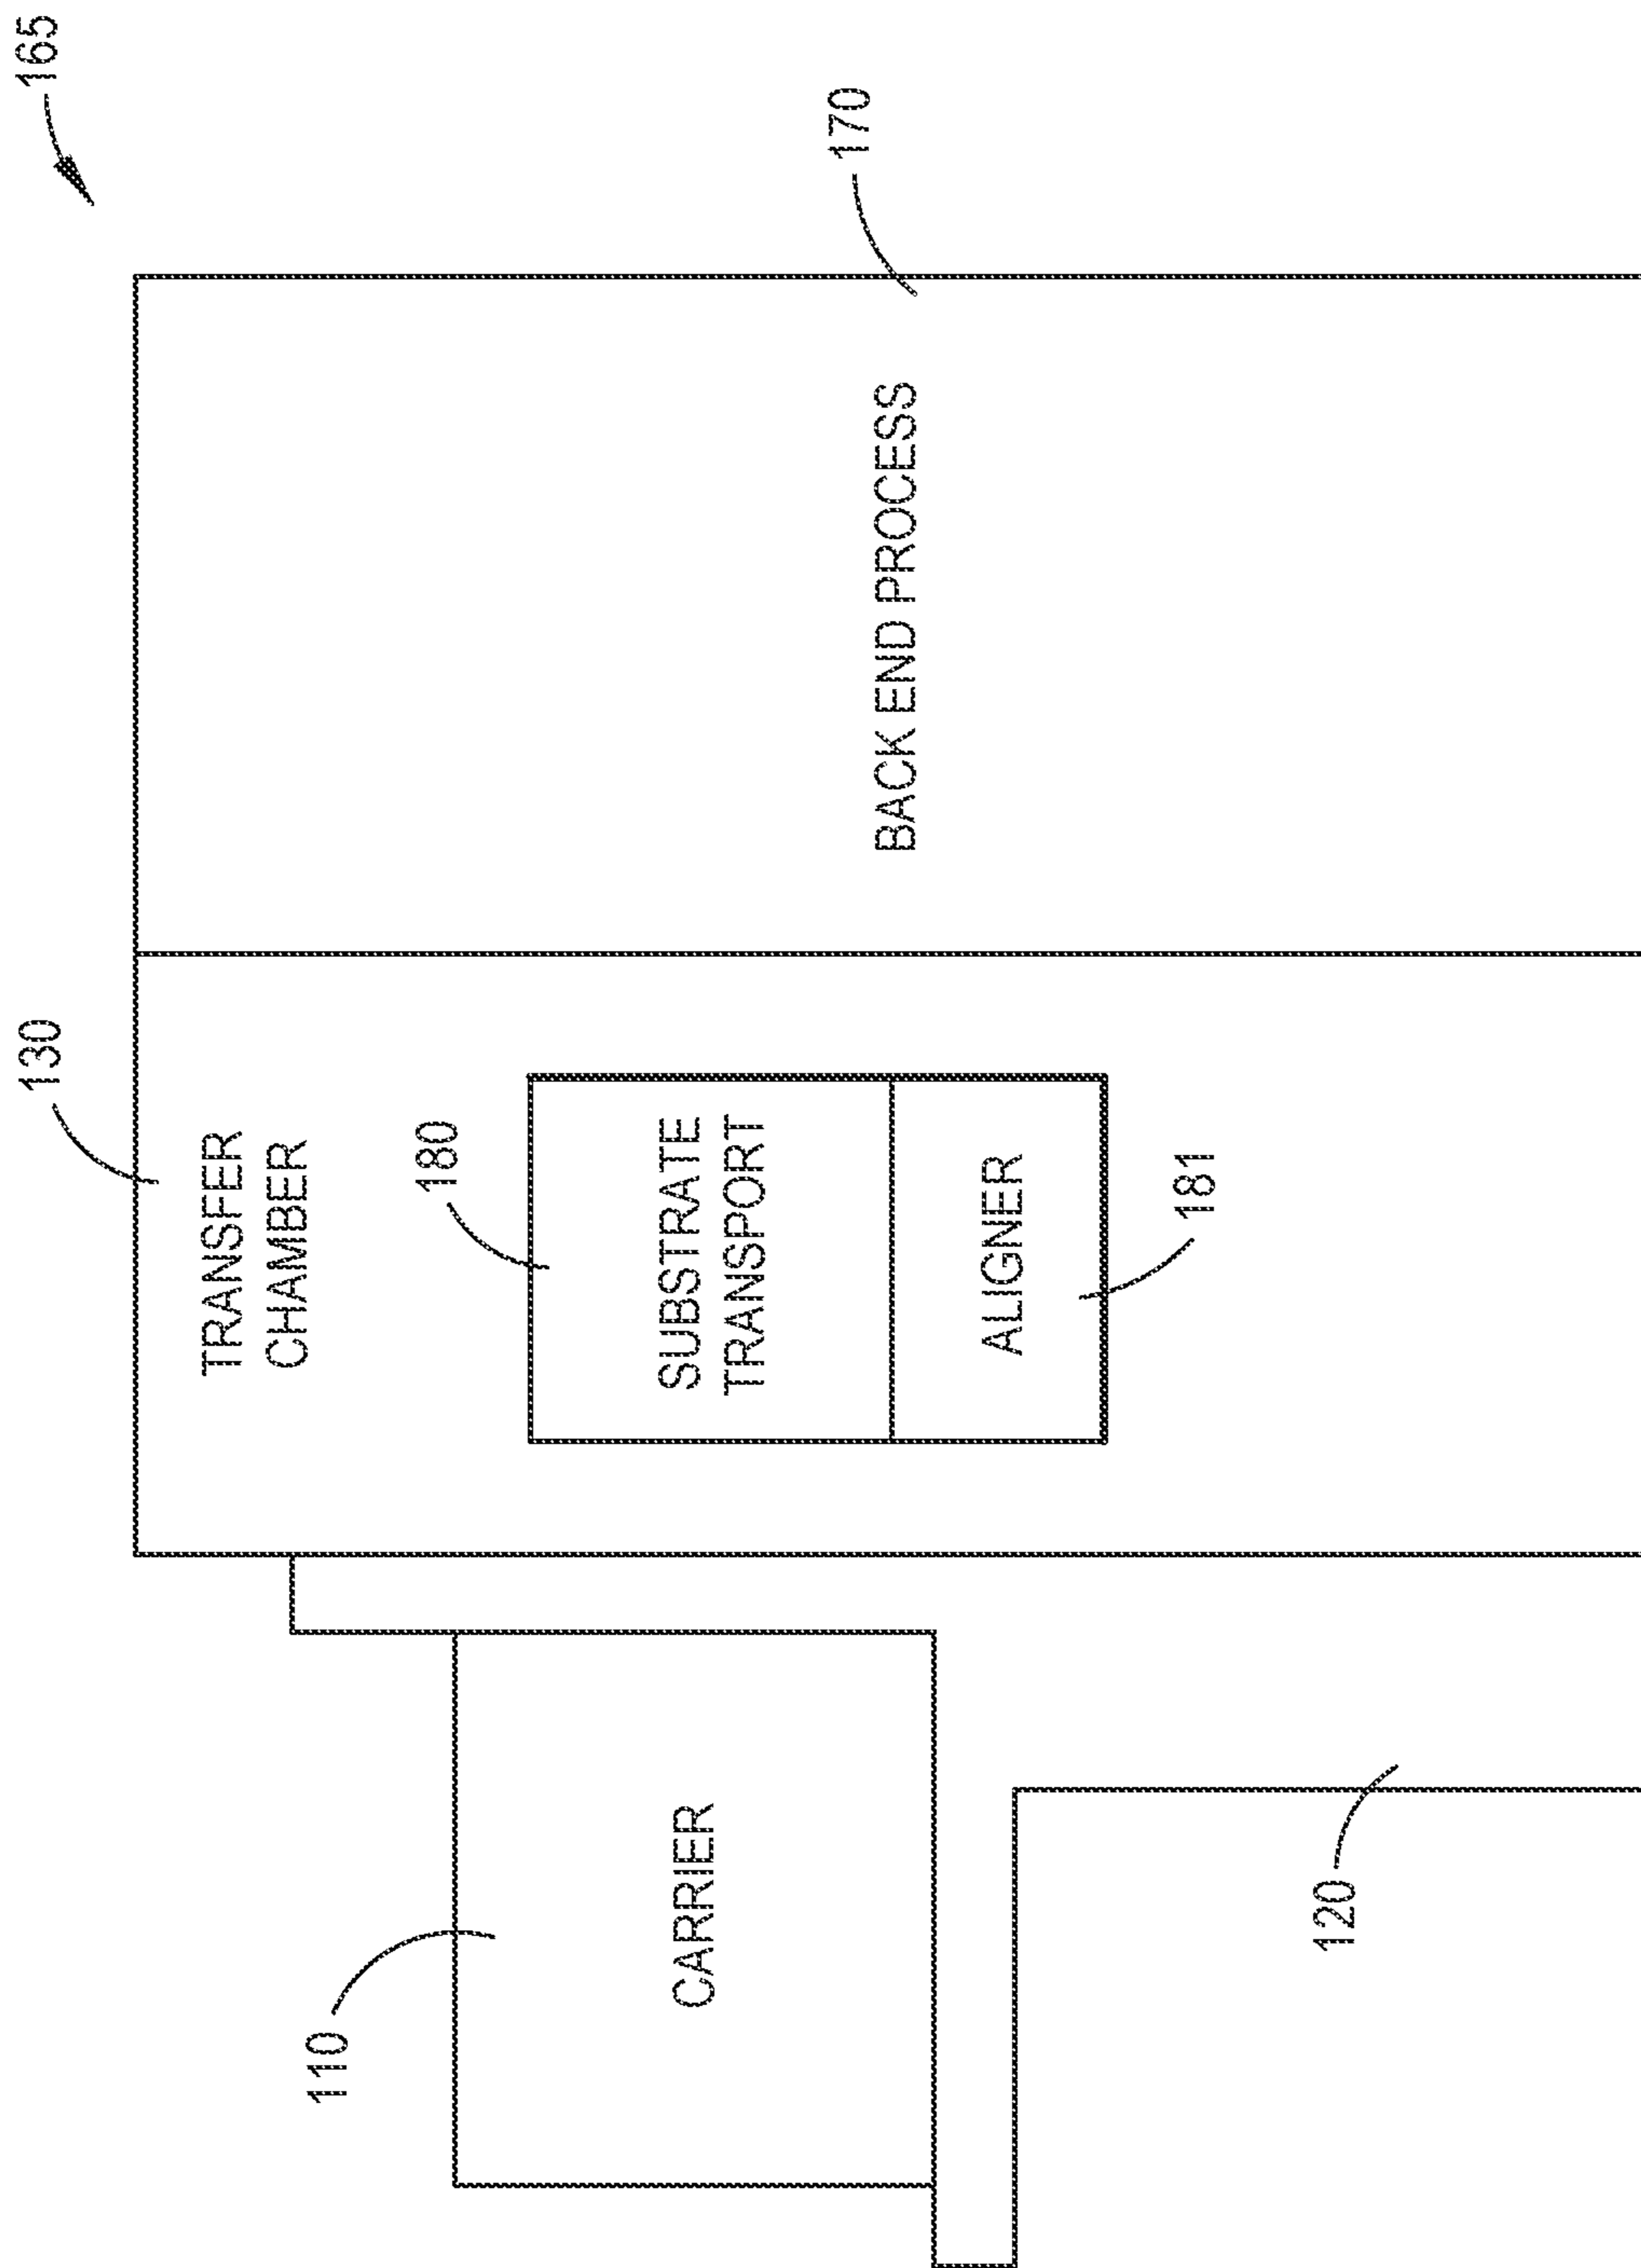 130
165
TRANSFER
CHAMBER
110
180
CARRIER
SUBSTRATE
TRANSPORT
170
BACK END PROCESS
ALIGNER
181
120